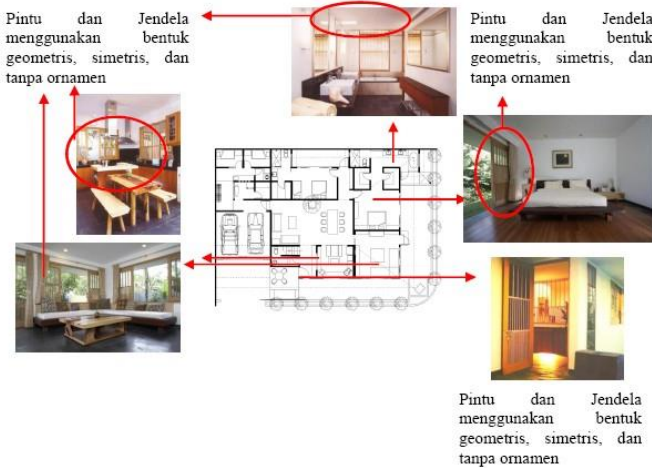 Pintu dan Jendela
menggunakan bentuk
geometris, simetris, dan
tanpa ornamen
Pintu dan Jendela
menggunakan bentuk
geometris, simetris, dan
tanpa ornamen
Pintu dan Jendela
menggunakan bentuk
geometris, simetris, dan
tanpa ornamen